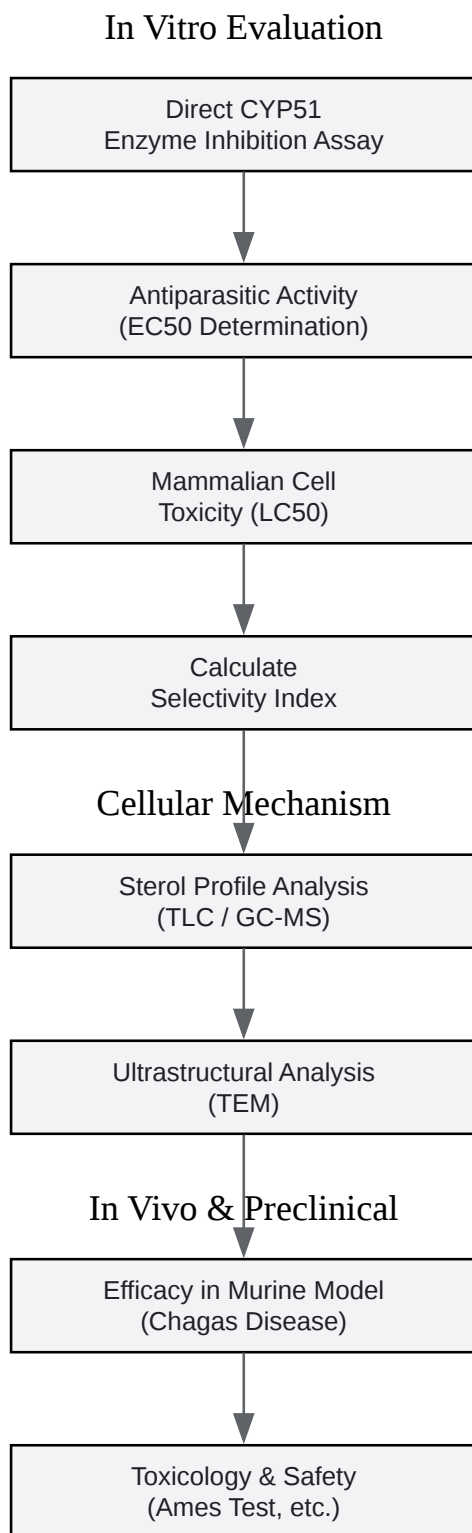 In Vitro Evaluation
Direct CYP51
Enzyme Inhibition Assay
Antiparasitic Activity
(EC50 Determination)
Mammalian Cell
Toxicity (LC50)
Calculate
Selectivity Index
Cellular Mechanism
Sterol Profile Analysis
(TLC / GC-MS)
Ultrastructural Analysis
(TEM)
In Vivo & Preclinical
Efficacy in Murine Model
(Chagas Disease)
Toxicology & Safety
(Ames Test, etc.)